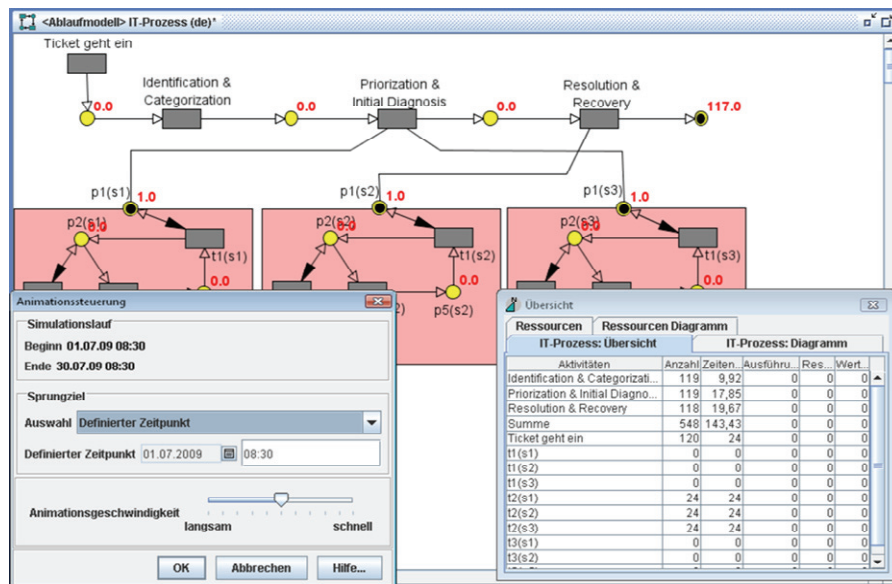 <Ablaufmodell> IT-Prozess (de)*
Ticket geht ein
Identification &
Categorization
Priorization &
Initial Diagnosis
Resolution &
Recovery
0.0
0.0
0.0
117.0
p1(s1)
1.0
p1(s2)
1.0
p1(s3)
1.0
p2(s1)
0.0
p2(s2)
0.0
p2(s3)
0.0
t1(s1)
t1(s2)
t1(s3)
0.0
0.0
0.0
p5(s2)
Animationssteuerung
Simulationslauf
Beginn 01.07.09 08:30
Ende 30.07.09 08:30
Sprungziel
Auswahl Definierter Zeitpunkt
Definierter Zeitpunkt 01.07.2009 08:30
Animationsgeschwindigkeit
langsam schnell
OK Abbrechen Hilfe...
Übersicht
Ressourcen Ressourcen Diagramm
IT-Prozess: Übersicht IT-Prozess: Diagramm
Aktivitäten Anzahl Zeiten... Ausführu... Res... Wert...
Identification & Categorizati... 119 9,92 0 0 0
Priorization & Initial Diagno... 119 17,85 0 0 0
Resolution & Recovery 118 19,67 0 0 0
Summe 548 143,43 0 0 0
Ticket geht ein 120 24 0 0 0
t1(s1) 0 0 0 0 0
t1(s2) 0 0 0 0 0
t1(s3) 0 0 0 0 0
t2(s1) 24 24 0 0 0
t2(s2) 24 24 0 0 0
t2(s3) 24 24 0 0 0
t3(s1) 0 0 0 0 0
t3(s2) 0 0 0 0 0